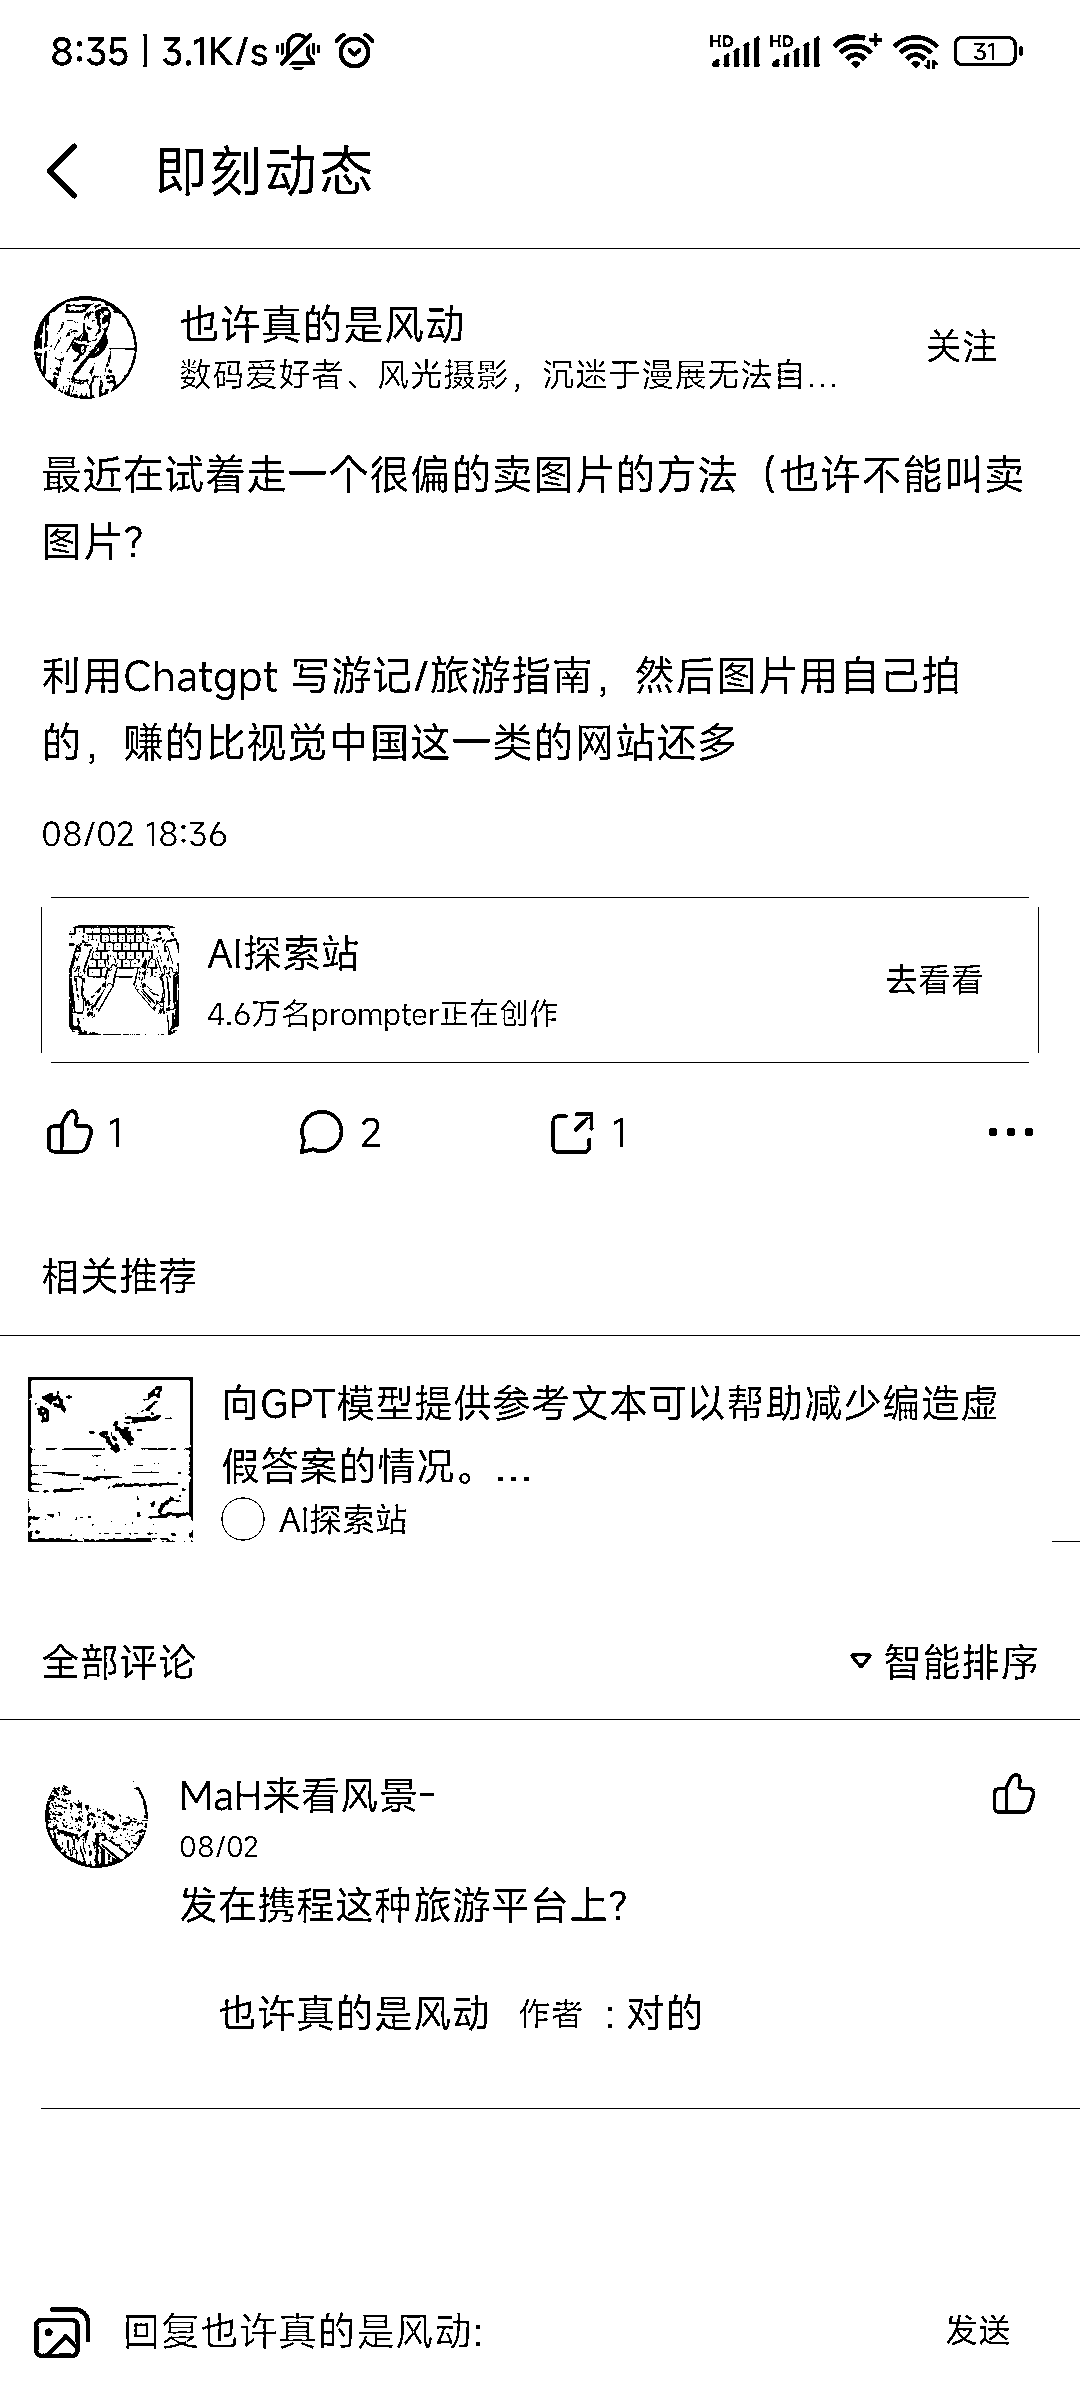 8:35 | 3.1K/s HD HD 31
即刻动态
也许真的是风动
关注
数码爱好者、风光摄影，沉迷于漫展无法自...
最近在试着走一个很偏的卖图片的方法（也许不能叫卖
图片？
利用Chatgpt 写游记/旅游指南，然后图片用自己拍
的，赚的比视觉中国这一类的网站还多
08/02 18:36
AI探索站
去看看
4.6万名prompter正在创作
1 2 1
相关推荐
向GPT模型提供参考文本可以帮助减少编造虚
假答案的情况。...
AI探索站
全部评论 智能排序
MaH来看风景-
08/02
发在携程这种旅游平台上？
也许真的是风动 作者 : 对的
回复也许真的是风动: 发送